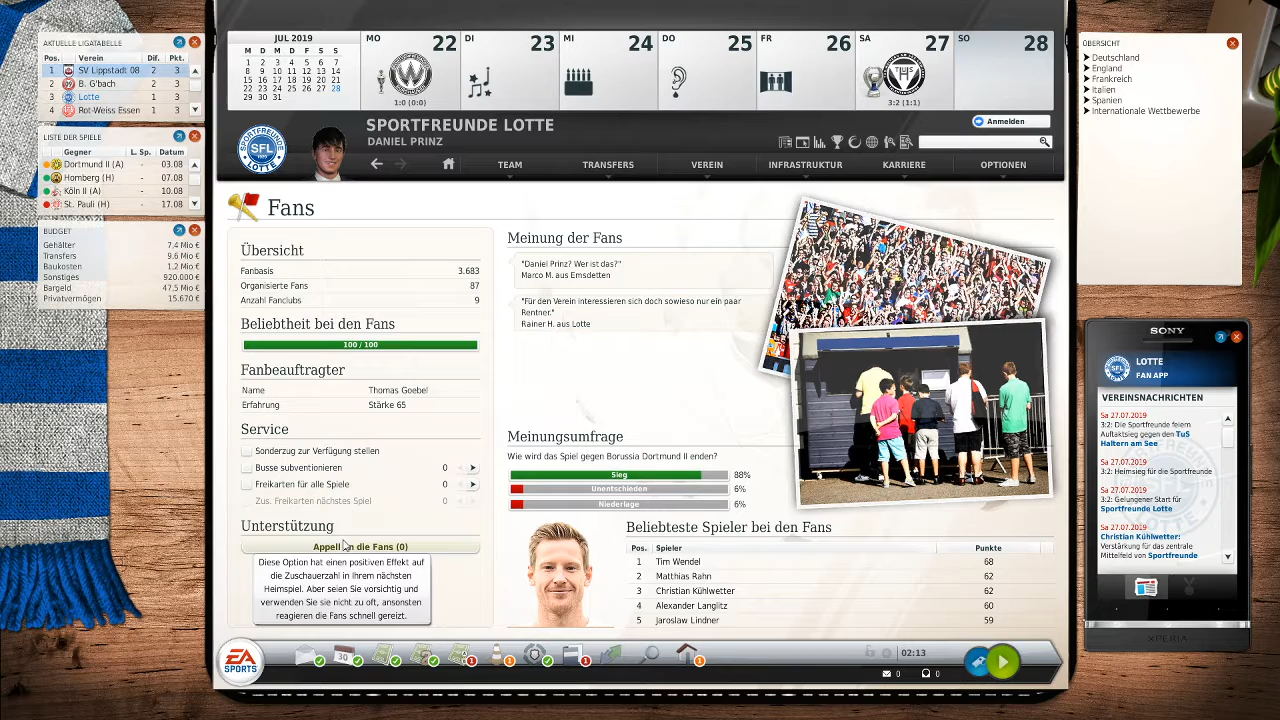 AKTUELLE LIGATABELLE
Pos. Verein Dif. Pkt.
1 SV Lippstadt 08 2 3
2 B. G'bach 2 3
3 Lotte 1 3
4 Rot-Weiss Essen 1 3
LISTE DER SPIELE
Gegner L. Sp. Datum
Dortmund II (A) - 03.08
Homberg (H) - 07.08
Köln II (A) - 10.08
St. Pauli (H) - 17.08
BUDGET
Gehälter 7.4 Mio €
Transfers 9.6 Mio €
Baukosten 1.2 Mio €
Sonstiges 920.000 €
Bargeld 47.5 Mio €
Privatvermögen 15.670 €
JUL 2019
M D M D F S S
1 2 3 4 5 6 7
8 9 10 11 12 13 14
15 16 17 18 19 20 21
22 23 24 25 26 27 28
29 30 31
MO 22
1:0 (0:0)
DI 23
MI 24
DO 25
FR 26
SA 27
3:2 (1:1)
SO 28
SPORTFREUNDE LOTTE
DANIEL PRINZ
Anmelden
TEAM TRANSFERS VEREIN INFRASTRUKTUR KARRIERE OPTIONEN
Fans
Übersicht
Fanbasis 3.683
Organisierte Fans 87
Anzahl Fanclubs 9
Beliebtheit bei den Fans
100 / 100
Fanbeauftragter
Name Thomas Goebel
Erfahrung Stärke 65
Service
Sonderzug zur Verfügung stellen
Busse subventionieren 0
Freikarten für alle Spiele 0
Zus. Freikarten nächstes Spiel 0
Unterstützung
Appell an die Fans (0)
Diese Option hat einen positiven Effekt auf
die Zuschauerzahl in Ihrem nächsten
Heimspiel. Aber seien Sie vorsichtig und
verwenden Sie sie nicht zu oft, ansonsten
reagieren die Fans schnell gereizt.
Meinung der Fans
"Daniel Prinz? Wer ist das?"
Marco M. aus Emsdetten
"Für den Verein interessieren sich doch sowieso nur ein paar
Rentner."
Rainer H. aus Lotte
Meinungsumfrage
Wie wird das Spiel gegen Borussia Dortmund II enden?
Sieg 88%
Unentschieden 6%
Niederlage 6%
Beliebteste Spieler bei den Fans
Pos. Spieler Punkte
1 Tim Wendel 68
2 Matthias Rahn 62
3 Christian Kühlwetter 62
4 Alexander Langlitz 60
5 Jaroslaw Lindner 59
ÜBERSICHT
Deutschland
England
Frankreich
Italien
Spanien
Internationale Wettbewerbe
SONY
LOTTE
FAN APP
VEREINSNACHRICHTEN
Sa 27.07.2019
3:2: Die Sportfreunde feiern
Auftaktsieg gegen den TuS
Haltern am See
Sa 27.07.2019
3:2: Heimsieg für die Sportfreunde
Sa 27.07.2019
3:2: Gelungener Start für
Sportfreunde Lotte
Sa 27.07.2019
Christian Kühlwetter:
Verstärkung für das zentrale
Mittelfeld von Sportfreunde
XPERIA
EA
SPORTS
30
1
1
1
1
02:13
0 0